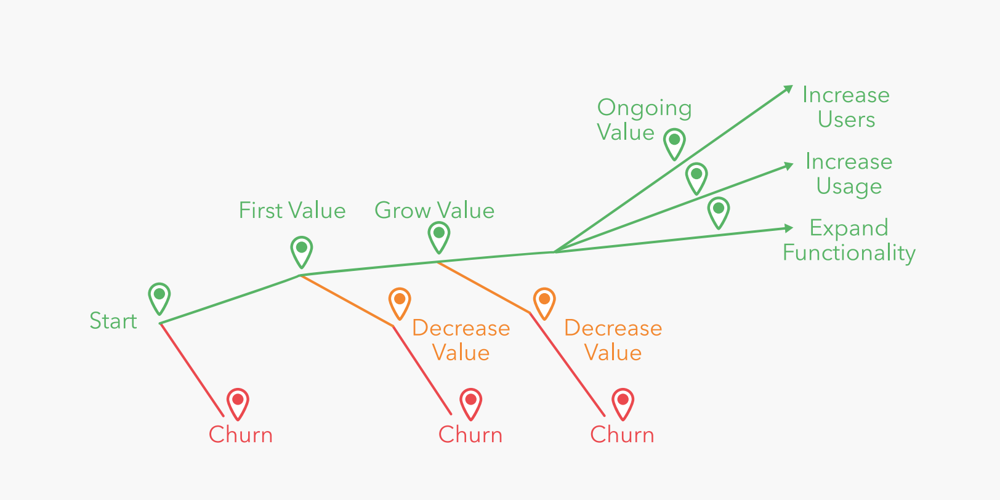 Increase
Users
Ongoing
Value
Increase
Usage
First Value
Grow Value
Expand
Functionality
Start
Decrease
Value
Decrease
Value
Churn
Churn
Churn